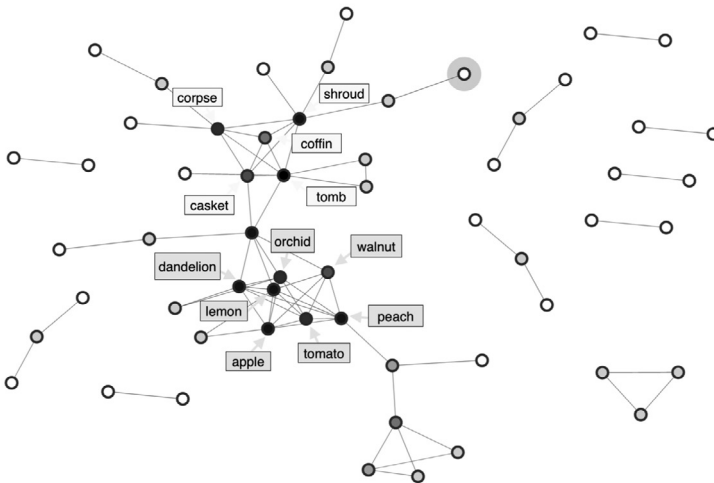 shroud
corpse
coffin
casket
tomb
orchid
walnut
dandelion
lemon
peach
apple
tomato